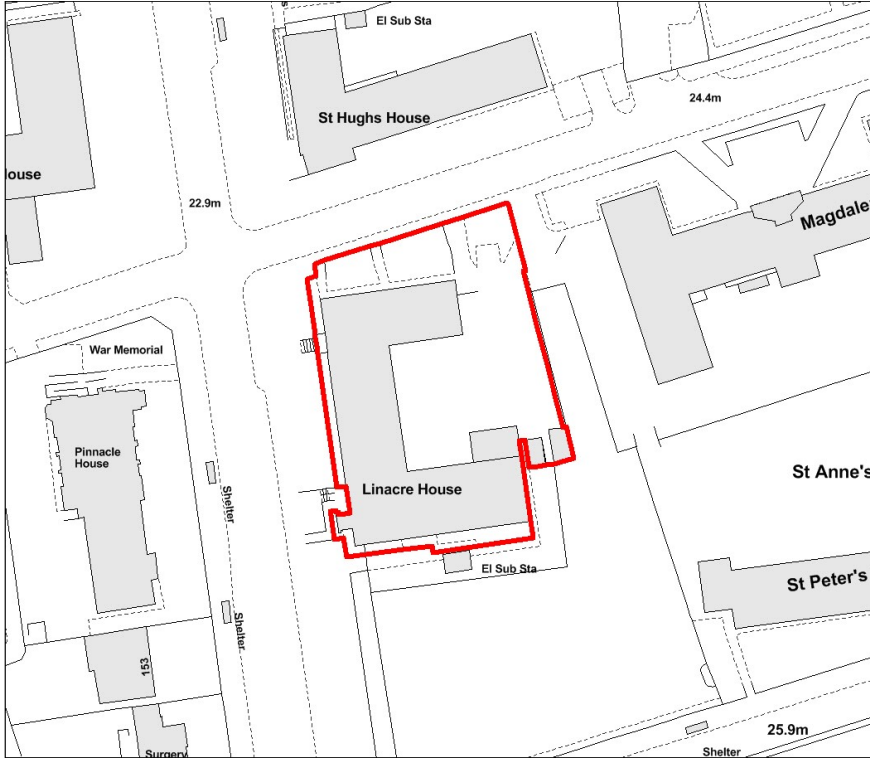 El Sub Sta
24.4m
St Hughs House
louse
22.9m
Magdale
War Memorial
Pinnacle
House
Linacre House
St Anne's
Shelter
El Sub Sta
St Peter's
Shelter
153
25.9m
Surgery
Shelter